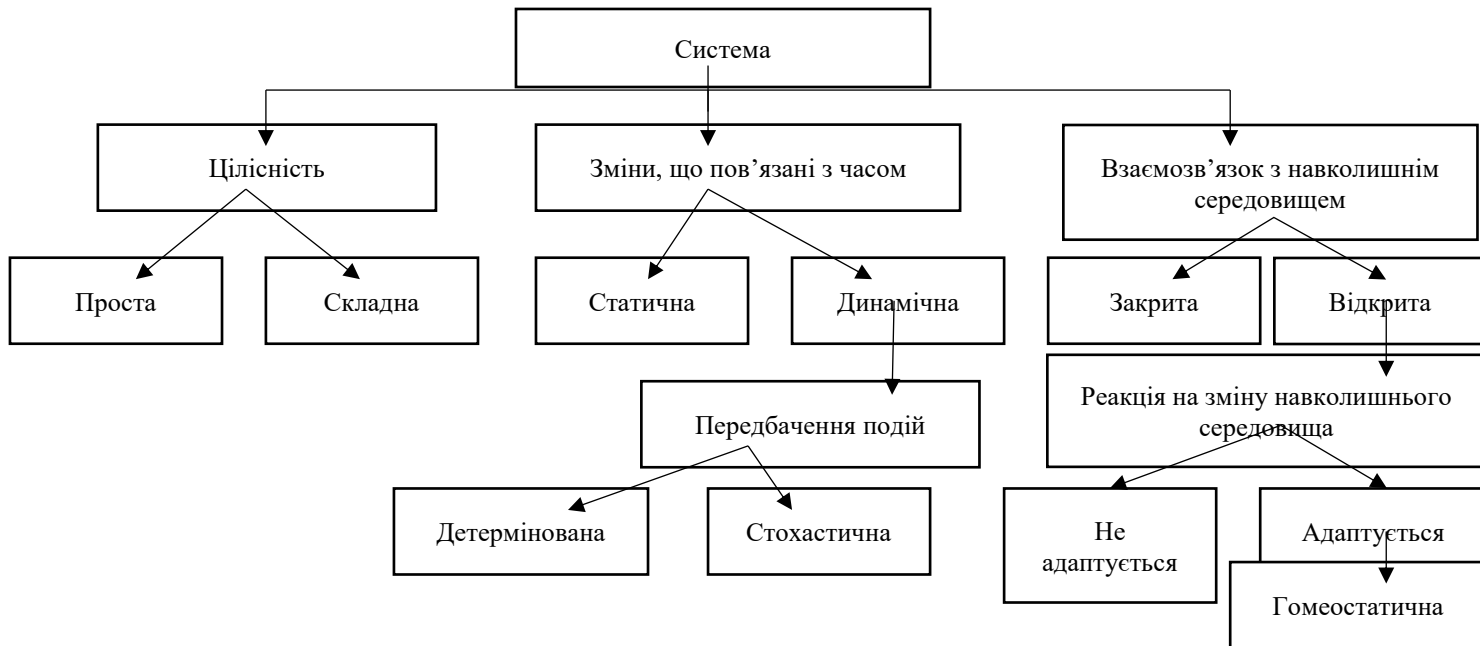 Система
Цілісність
Зміни, що пов’язані з часом
Взаємозв’язок з навколишнім
середовищем
Проста
Складна
Статична
Динамічна
Закрита
Відкрита
Передбачення подій
Реакція на зміну навколишнього
середовища
Детермінована
Стохастична
Не
адаптується
Адаптується
Гомеостатична